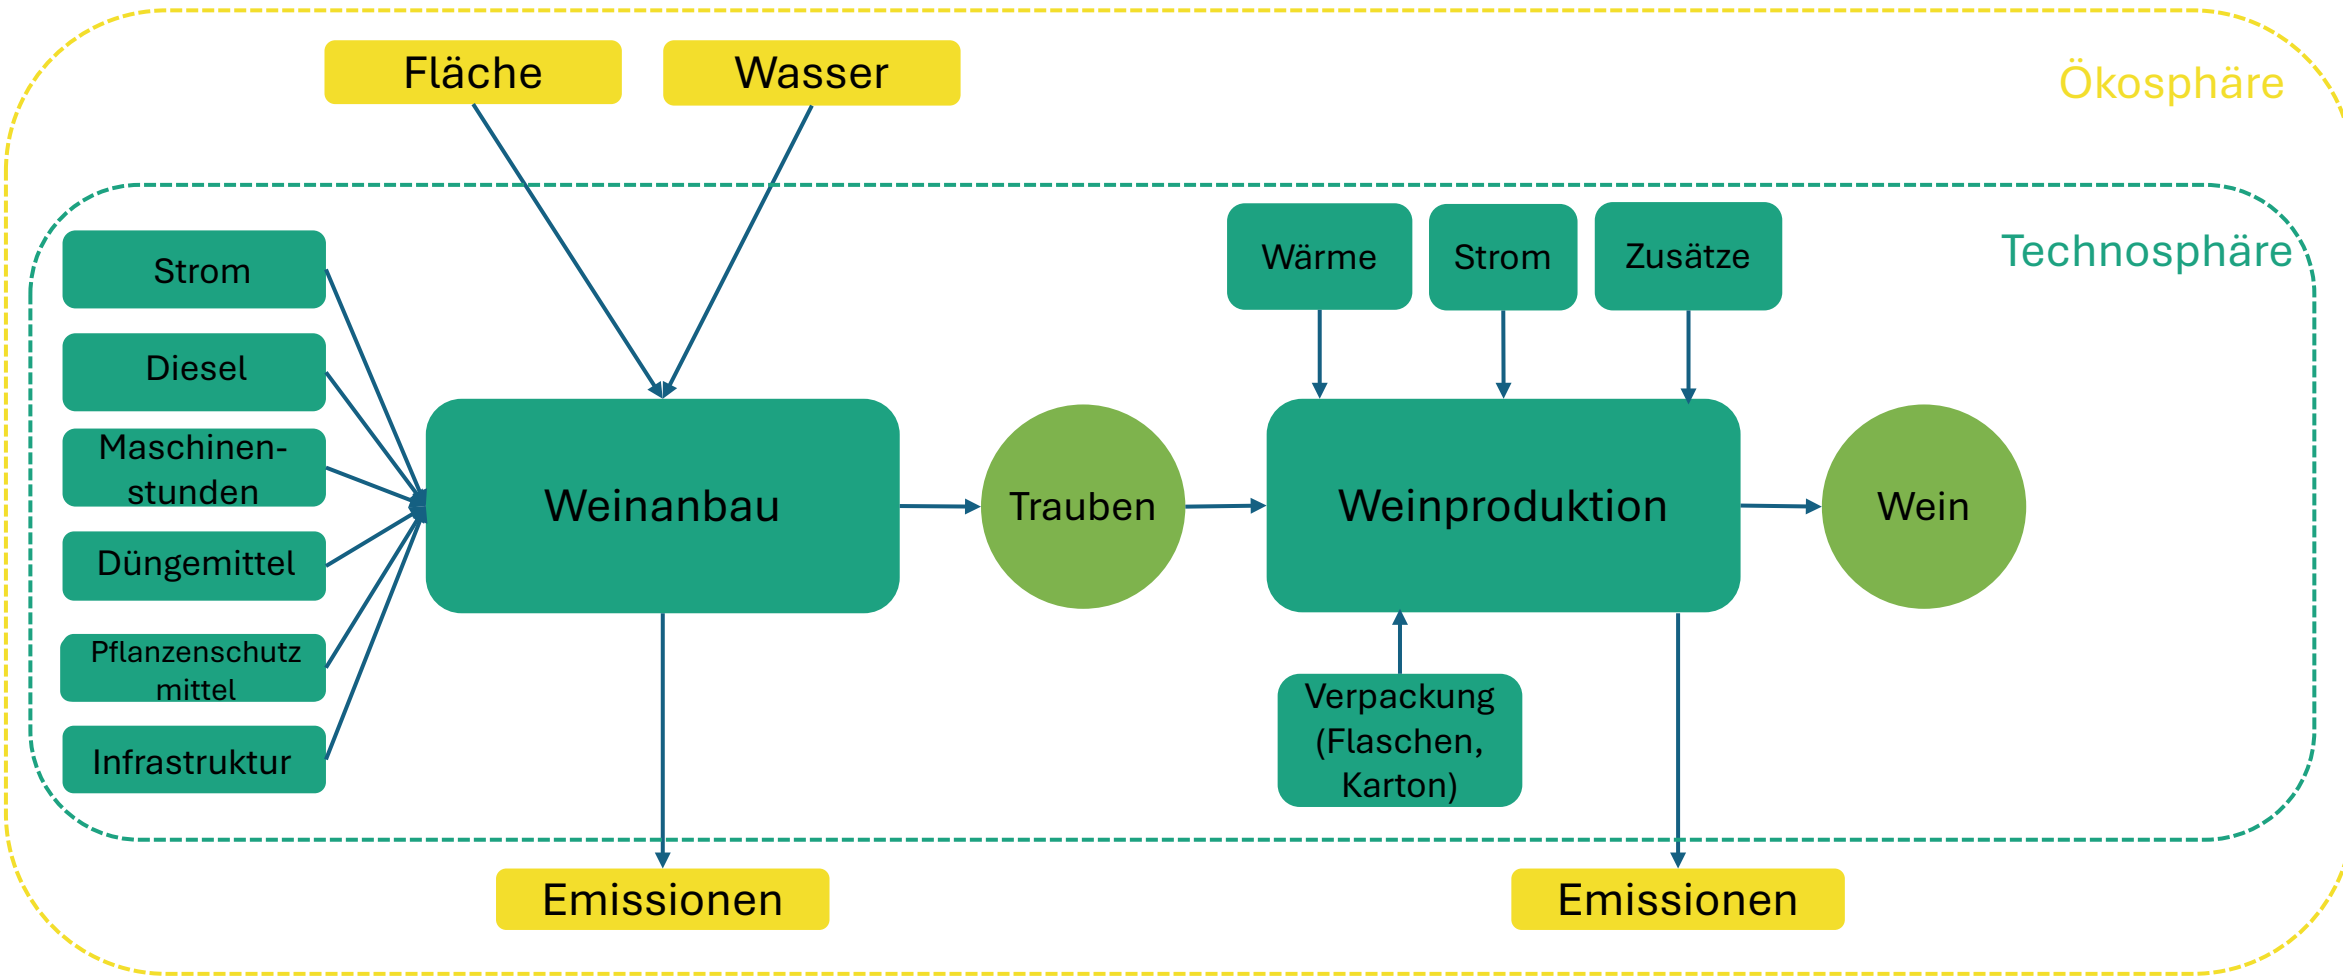 Fläche
Wasser
Ökosphäre
Technosphäre
Strom
Diesel
Maschinen-
stunden
Düngemittel
Pflanzenschutz
mittel
Infrastruktur
Weinanbau
Trauben
Wärme
Strom
Zusätze
Weinproduktion
Wein
Verpackung
(Flaschen,
Karton)
Emissionen
Emissionen